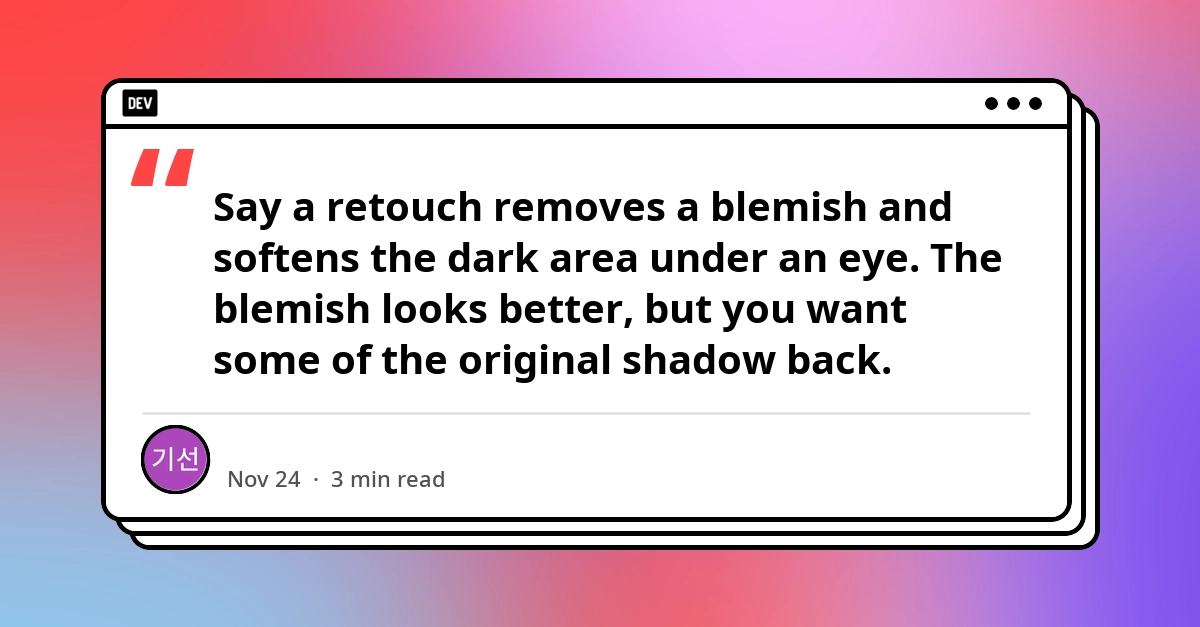 DEV
Say a retouch removes a blemish and
softens the dark area under an eye. The
blemish looks better, but you want
some of the original shadow back.
기선
Nov 24 · 3 min read